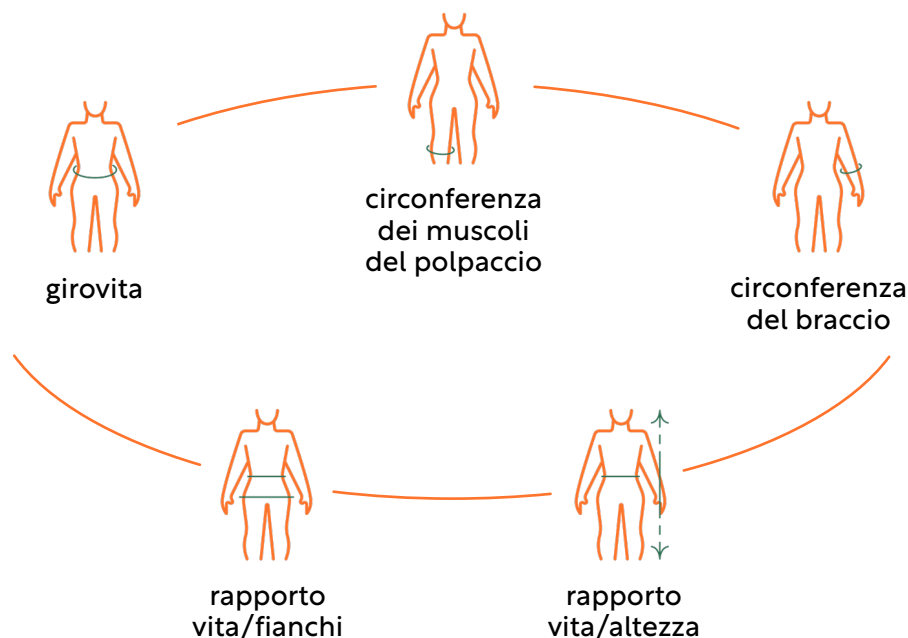 circonferenza
dei muscoli
del polpaccio
girovita
circonferenza
del braccio
rapporto
vita/fianchi
rapporto
vita/altezza